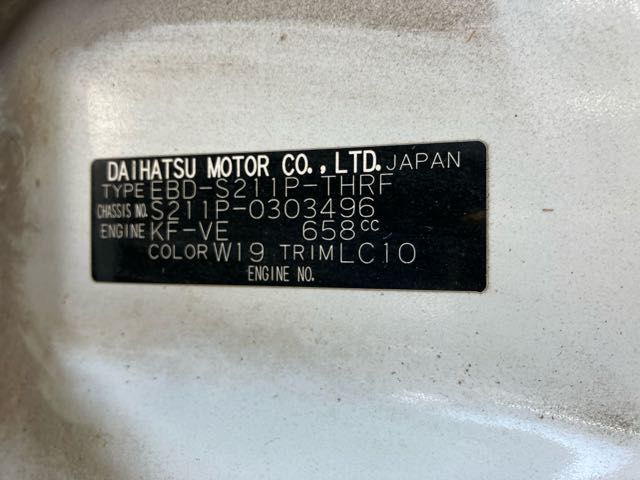 DAIHATSU MOTOR CO.,LTD. JAPAN
TYPE EBD-S211P-THRF
CHASSIS NO. S211P-0303496
ENGINE KF-VE 658cc
COLOR W19 TRIM LC10
ENGINE NO.